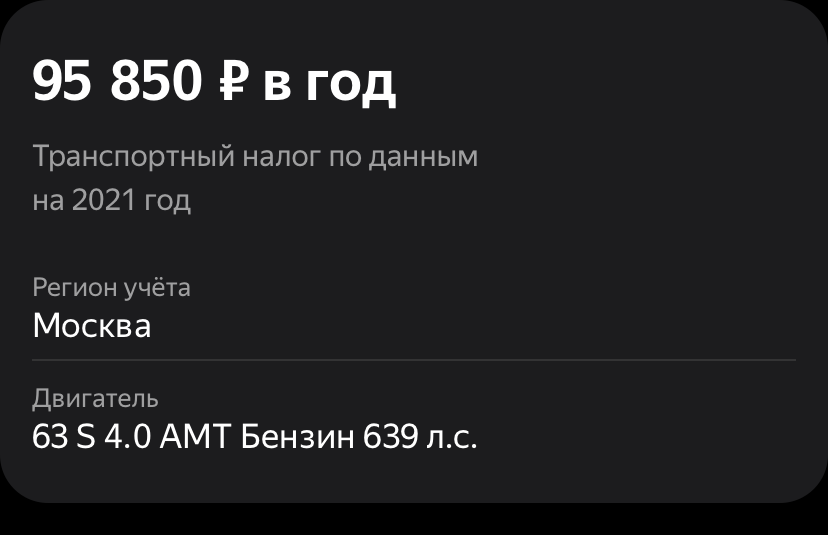 95 850 ₽ в год
Транспортный налог по данным
на 2021 год
Регион учёта
Москва
Двигатель
63 S 4.0 AMT Бензин 639 л.с.